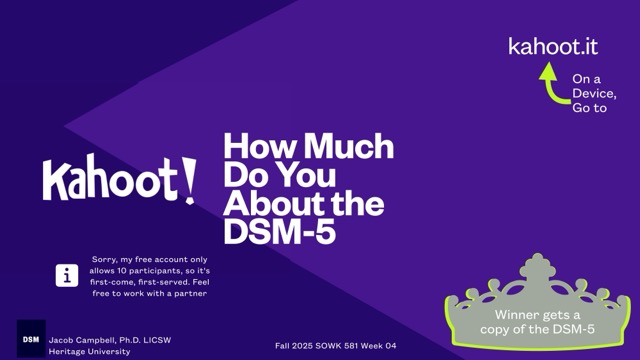 kahoot.it
On a
Device,
Go to
Kahoot!
How Much
Do You
About the
DSM-5
i
Sorry, my free account only
allows 10 participants, so it's
first-come, first-served. Feel
free to work with a partner
Winner gets a
copy of the DSM-5
DSM
Jacob Campbell, Ph.D. LICSW
Heritage University
Fall 2025 SOWK 581 Week 04